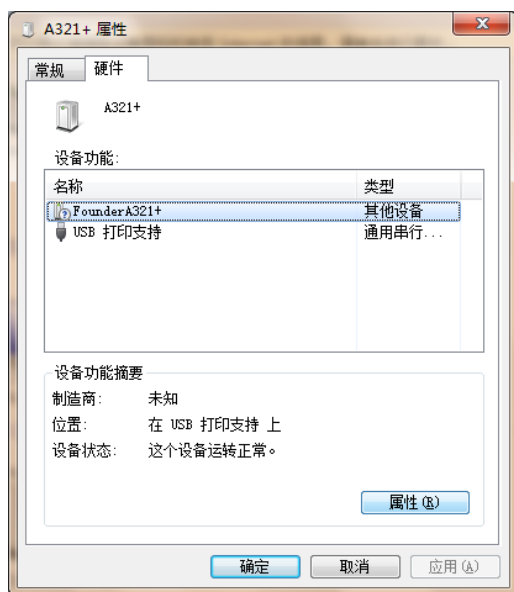 A321+ 属性
常规 硬件
A321+
设备功能:
名称 类型
FounderA321+ 其他设备
USB 打印支持 通用串行...
设备功能摘要
制造商: 未知
位置: 在 USB 打印支持 上
设备状态: 这个设备运转正常。
属性(R)
确定 取消 应用(A)